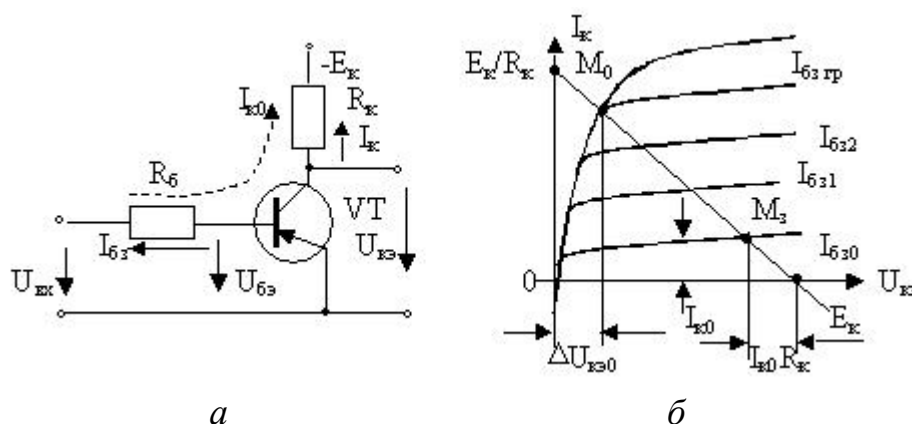 -Eк
Rк
Iк0
Iк
Rб
VT
Iбз
Uвх
Uбэ
Uкэ
а
Iк
Eк/Rк
M0
Iбз гр
Iбз2
Iбз1
Mз
Iбз0
0
Uк
Iк0
Eк
△Uкэ0
Iк0 Rк
б